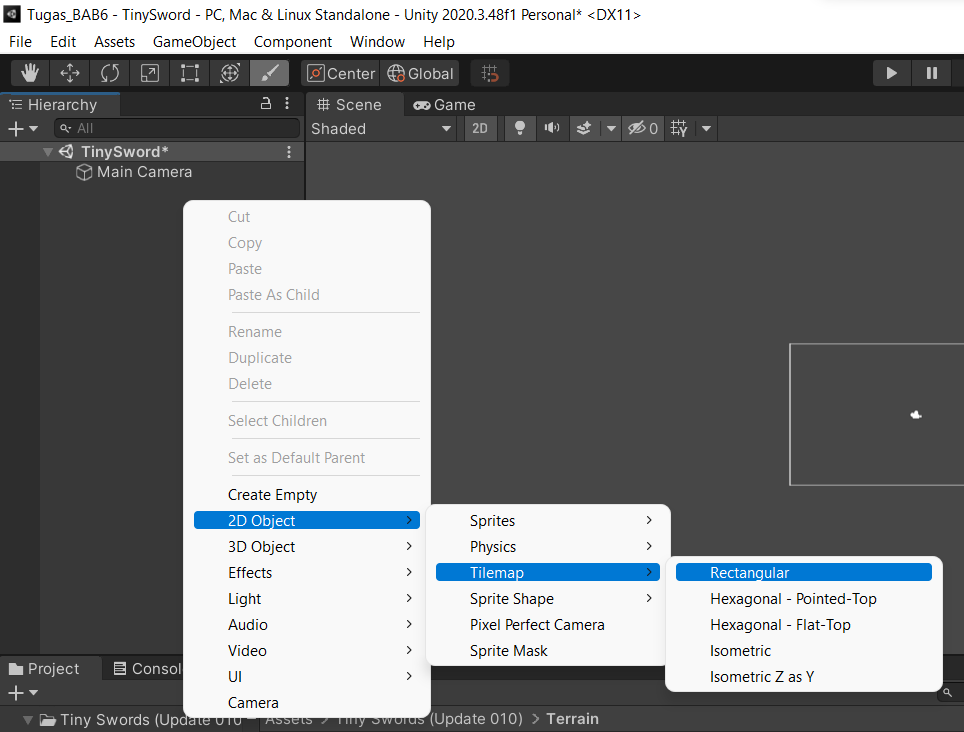 Tugas_BAB6 - TinySword - PC, Mac & Linux Standalone - Unity 2020.3.48f1 Personal* <DX11>
File Edit Assets GameObject Component Window Help
Center Global
Hierarchy
All
TinySword*
Main Camera
Scene Game
Shaded 2D 0
Cut
Copy
Paste
Paste As Child
Rename
Duplicate
Delete
Select Children
Set as Default Parent
Create Empty
2D Object
3D Object
Effects
Light
Audio
Video
UI
Camera
Sprites
Physics
Tilemap
Sprite Shape
Pixel Perfect Camera
Sprite Mask
Rectangular
Hexagonal - Pointed-Top
Hexagonal - Flat-Top
Isometric
Isometric Z as Y
Project Consol
Tiny Swords (Update 010) Assets > Tiny Swords (Update 010) > Terrain